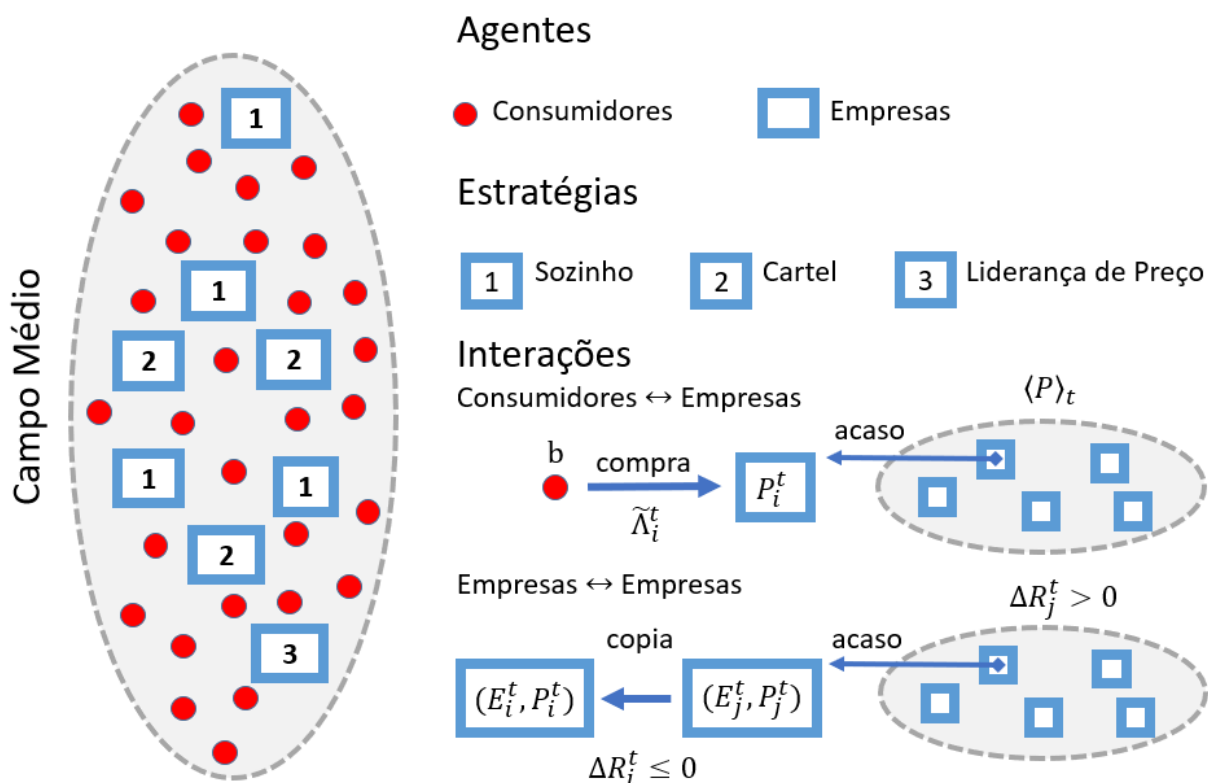 Campo Médio
1
1
2
2
1
1
2
3
Agentes
Consumidores
Empresas
Estratégias
1 Sozinho
2 Cartel
3 Liderança de Preço
Interações
Consumidores ↔ Empresas
⟨P⟩_t
b
compra
Λ̃_i^t
P_i^t
acaso
Empresas ↔ Empresas
ΔR_j^t > 0
copia
acaso
(E_i^t, P_i^t)
(E_j^t, P_j^t)
ΔR_i^t ≤ 0